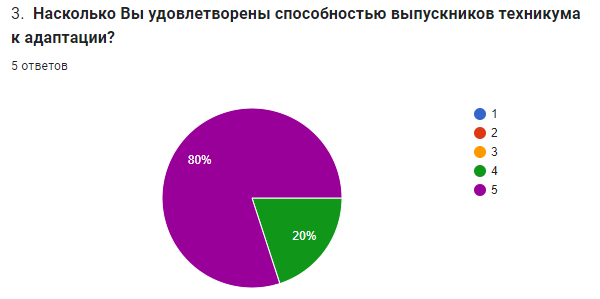 3. Насколько Вы удовлетворены способностью выпускников техникума
к адаптации?
5 ответов
80%
20%
1
2
3
4
5